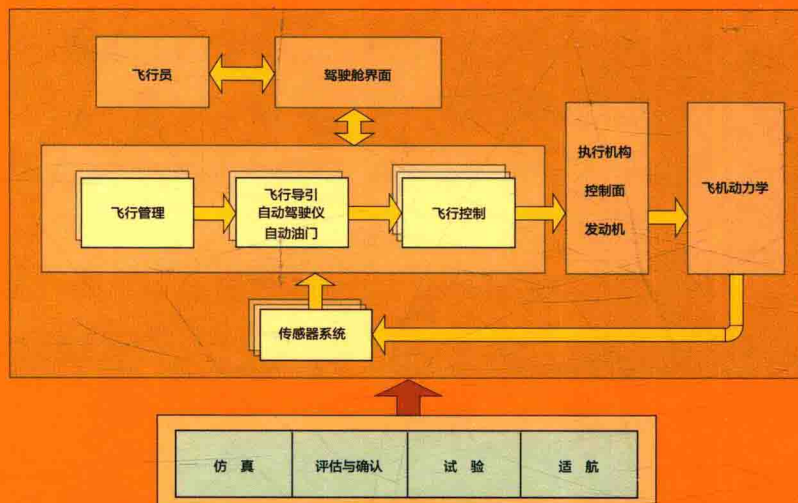 飞行员
驾驶舱界面
飞行管理
飞行导引
自动驾驶仪
自动油门
飞行控制
执行机构
控制面
发动机
飞机动力学
传感器系统
仿 真
评估与确认
试 验
适 航